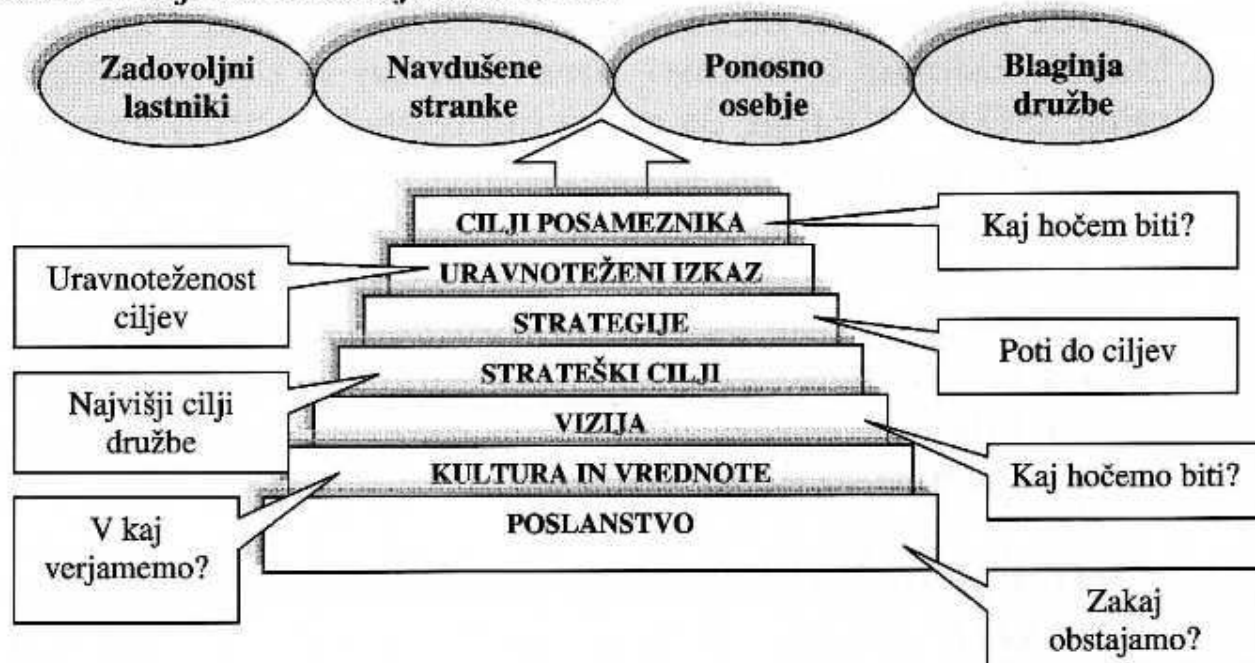 Zadovoljni
lastniki
Navdušene
stranke
Ponosno
osebje
Blaginja
družbe
CILJI POSAMEZNIKA
Kaj hočem biti?
Uravnoteženost
ciljev
URAVNOTEŽENI IZKAZ
STRATEGIJE
Poti do ciljev
STRATEŠKI CILJI
Najvišji cilji
družbe
VIZIJA
Kaj hočemo biti?
KULTURA IN VREDNOTE
V kaj
verjamemo?
POSLANSTVO
Zakaj
obstajamo?